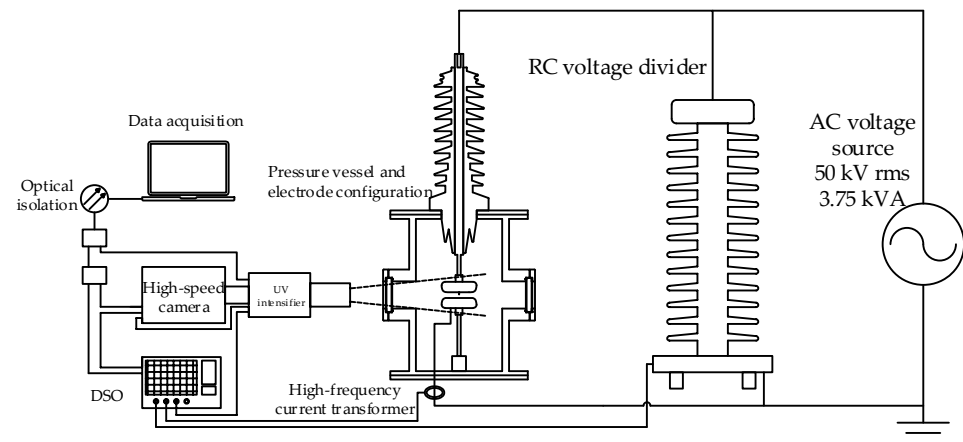 RC voltage divider
AC voltage
source
50 kV rms
3.75 kVA
Data acquisition
Optical
isolation
Pressure vessel and
electrode configuration
High-speed
camera
UV
intensifier
DSO
High-frequency
current transformer